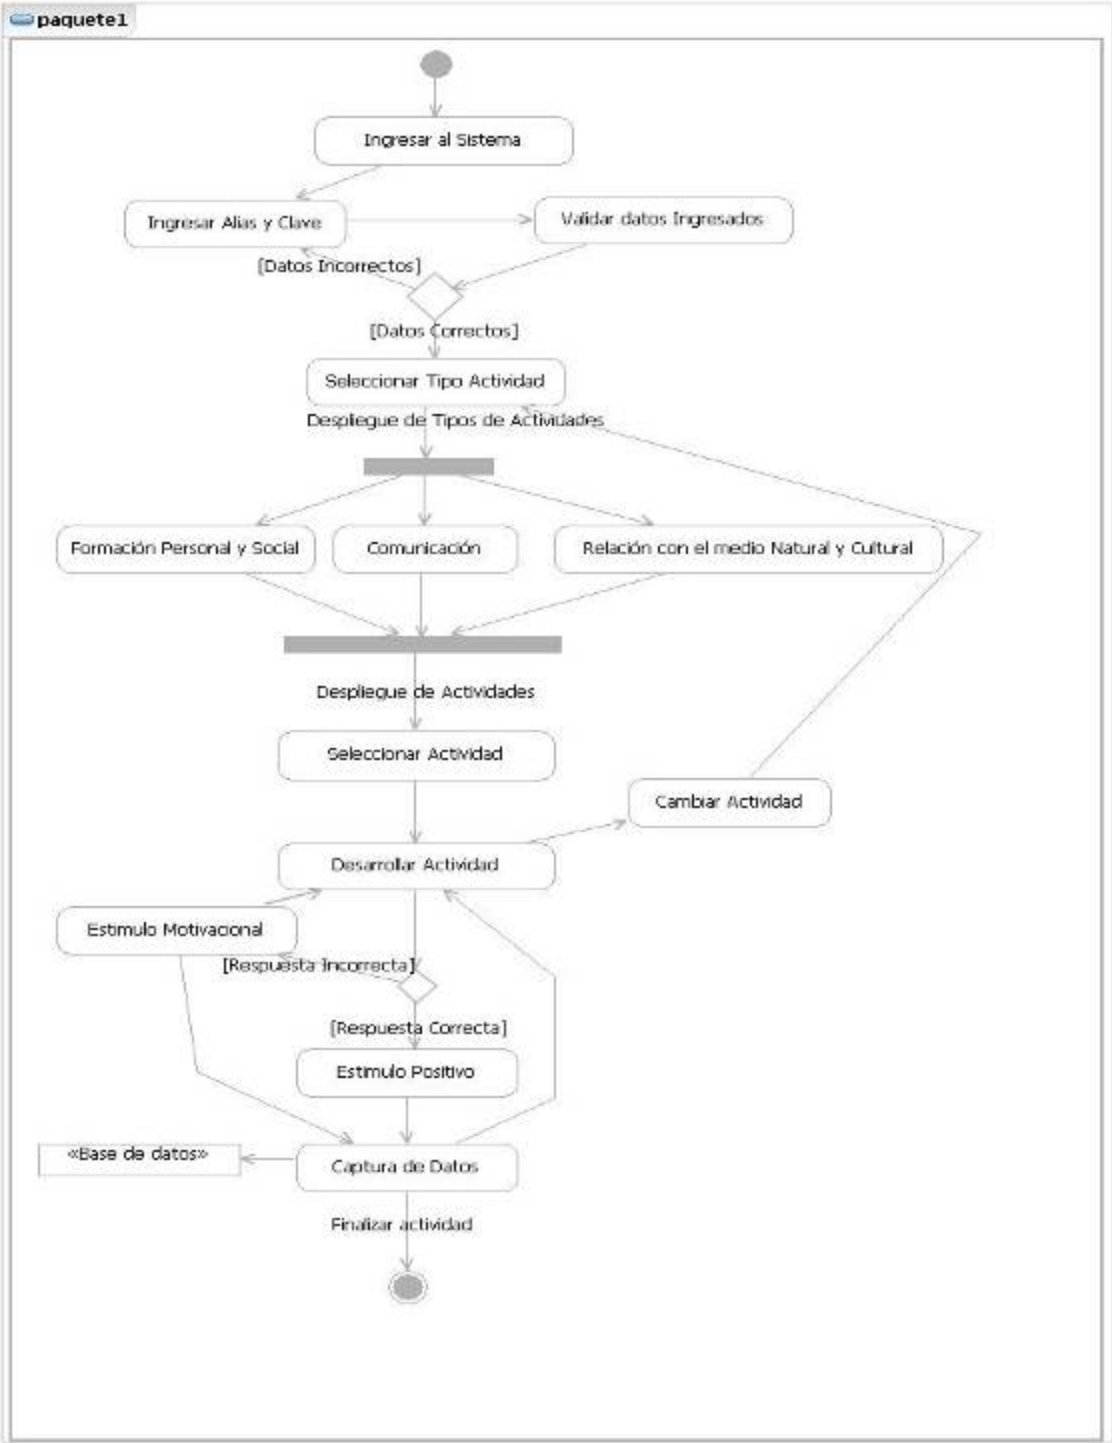 paquete1
Ingresar al Sistema
Ingresar Alias y Clave
Validar datos Ingresados
[Datos Incorrectos]
[Datos Correctos]
Seleccionar Tipo Actividad
Despliegue de Tipos de Actividades
Formación Personal y Social
Comunicación
Relación con el medio Natural y Cultural
Despliegue de Actividades
Seleccionar Actividad
Cambiar Actividad
Desarrollar Actividad
Estimulo Motivacional
[Respuesta Incorrecta]
[Respuesta Correcta]
Estimulo Positivo
«Base de datos»
Captura de Datos
Finalizar actividad